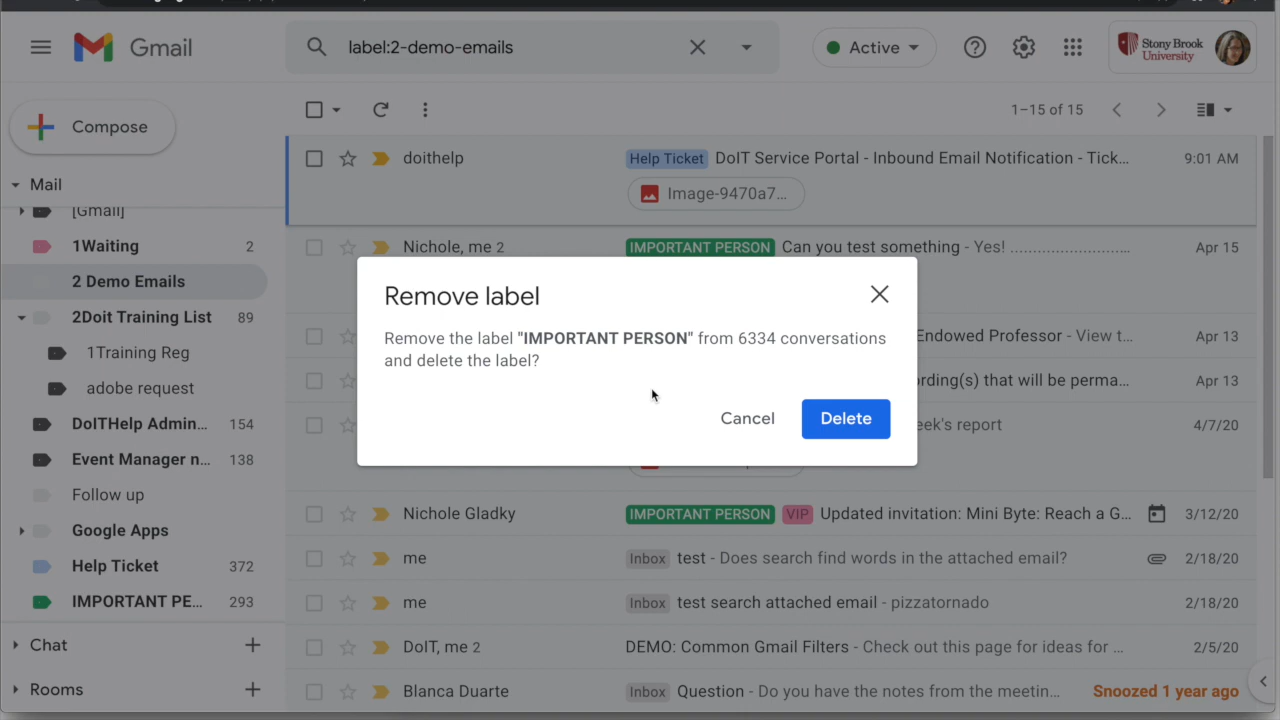 Gmail
label:2-demo-emails
Active
Stony Brook
University
Compose
1–15 of 15
Mail
[Gmail]
1Waiting 2
2 Demo Emails
2Doit Training List 89
1Training Reg
adobe request
DoITHelp Admin... 154
Event Manager n... 138
Follow up
Google Apps
Help Ticket 372
IMPORTANT PE... 293
Chat
Rooms
doithelp Help Ticket DoIT Service Portal - Inbound Email Notification - Tick... 9:01 AM
Image-9470a7...
Nichole, me 2 IMPORTANT PERSON Can you test something - Yes! ........................... Apr 15
Endowed Professor - View t... Apr 13
rding(s) that will be perma... Apr 13
eek's report 4/7/20
Remove label
Remove the label "IMPORTANT PERSON" from 6334 conversations
and delete the label?
Cancel Delete
Nichole Gladky IMPORTANT PERSON VIP Updated invitation: Mini Byte: Reach a G... 3/12/20
me Inbox test - Does search find words in the attached email? 2/18/20
me Inbox test search attached email - pizzatornado 2/18/20
DoIT, me 2 DEMO: Common Gmail Filters - Check out this page for ideas for ... 2/5/20
Blanca Duarte Inbox Question - Do you have the notes from the meetin... Snoozed 1 year ago